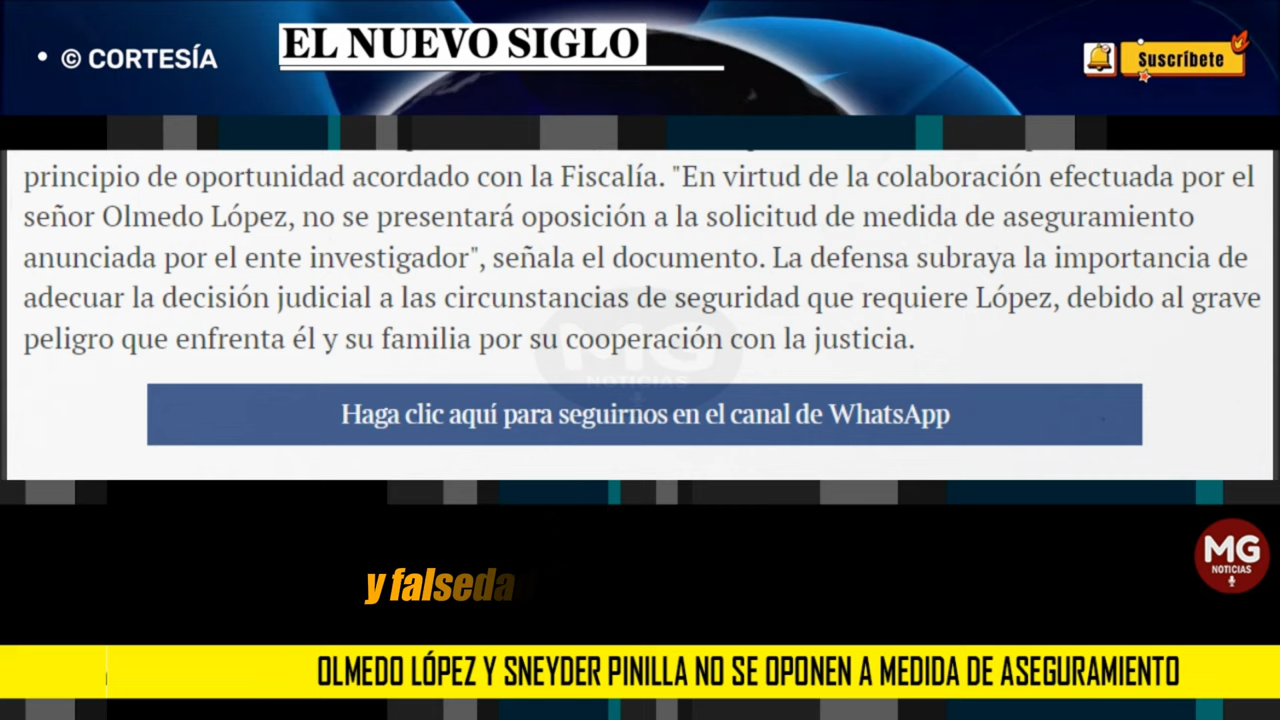 • © CORTESÍA
EL NUEVO SIGLO
Suscríbete
principio de oportunidad acordado con la Fiscalía. "En virtud de la colaboración efectuada por el
señor Olmedo López, no se presentará oposición a la solicitud de medida de aseguramiento
anunciada por el ente investigador", señala el documento. La defensa subraya la importancia de
adecuar la decisión judicial a las circunstancias de seguridad que requiere López, debido al grave
peligro que enfrenta él y su familia por su cooperación con la justicia.
MG
NOTICIAS
Haga clic aquí para seguirnos en el canal de WhatsApp
MG
NOTICIAS
y falseda
OLMEDO LÓPEZ Y SNEYDER PINILLA NO SE OPONEN A MEDIDA DE ASEGURAMIENTO